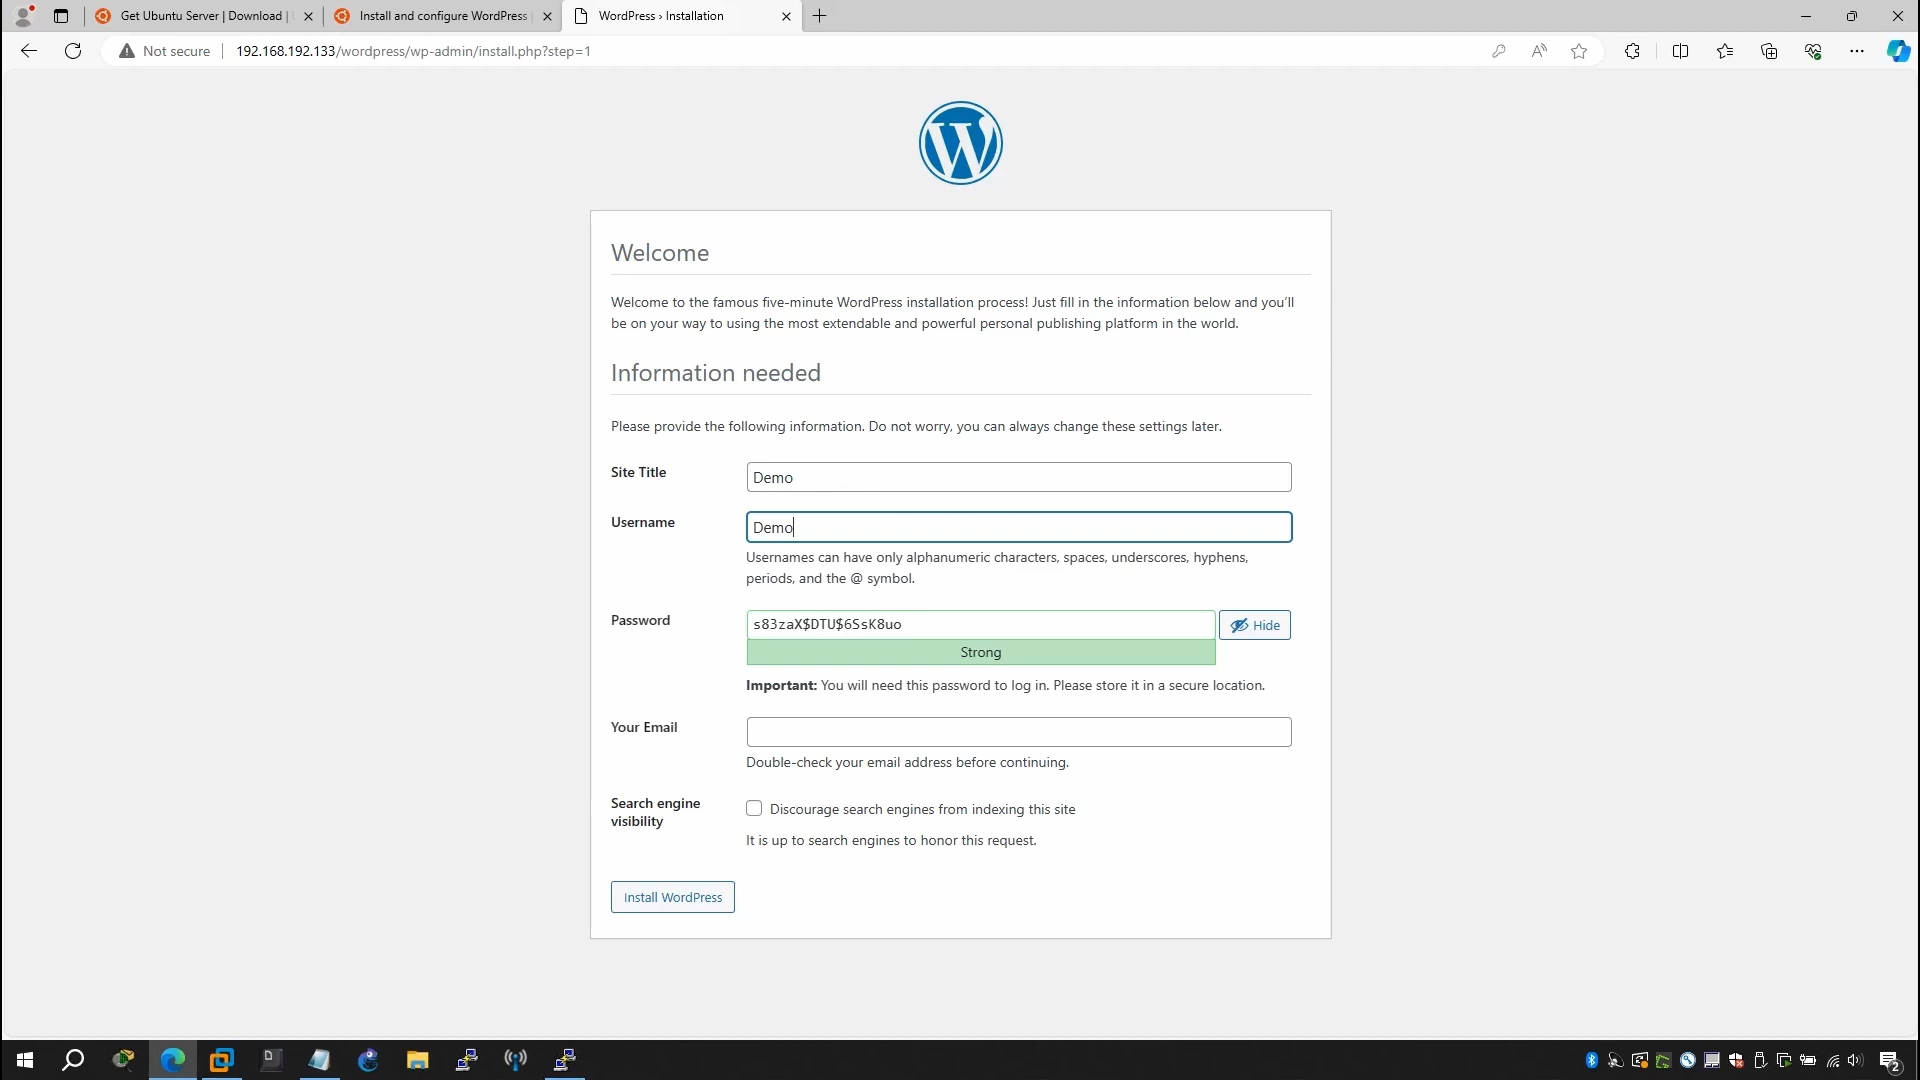 Get Ubuntu Server | Download |
Install and configure WordPress
WordPress › Installation
Not secure
192.168.192.133/wordpress/wp-admin/install.php?step=1
Welcome
Welcome to the famous five-minute WordPress installation process! Just fill in the information below and you’ll
be on your way to using the most extendable and powerful personal publishing platform in the world.
Information needed
Please provide the following information. Do not worry, you can always change these settings later.
Site Title
Demo
Username
Demo
Usernames can have only alphanumeric characters, spaces, underscores, hyphens,
periods, and the @ symbol.
Password
s83zaX$DTU$6SsK8uo
Hide
Strong
Important: You will need this password to log in. Please store it in a secure location.
Your Email
Double-check your email address before continuing.
Search engine
visibility
Discourage search engines from indexing this site
It is up to search engines to honor this request.
Install WordPress
2